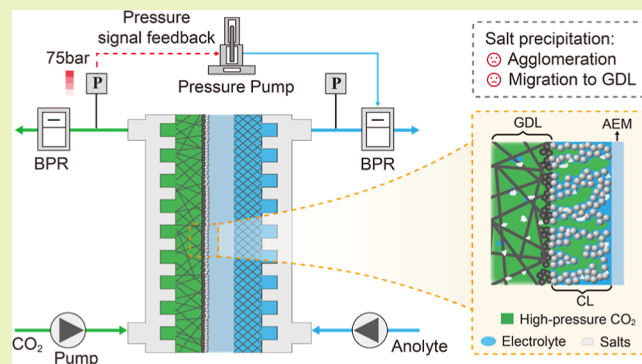 Pressure
signal feedback
75bar
P
Pressure Pump
P
BPR
BPR
CO₂
Pump
Anolyte
Salt precipitation:
Agglomeration
Migration to GDL
GDL
AEM
CL
High-pressure CO₂
Electrolyte
Salts